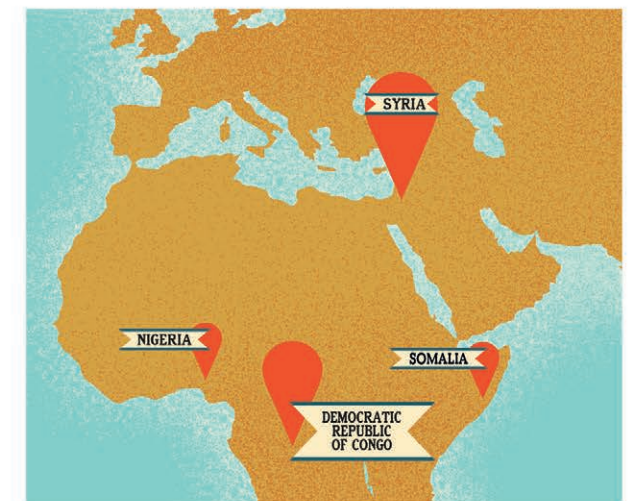 SYRIA
NIGERIA
SOMALIA
DEMOCRATIC
REPUBLIC
OF CONGO